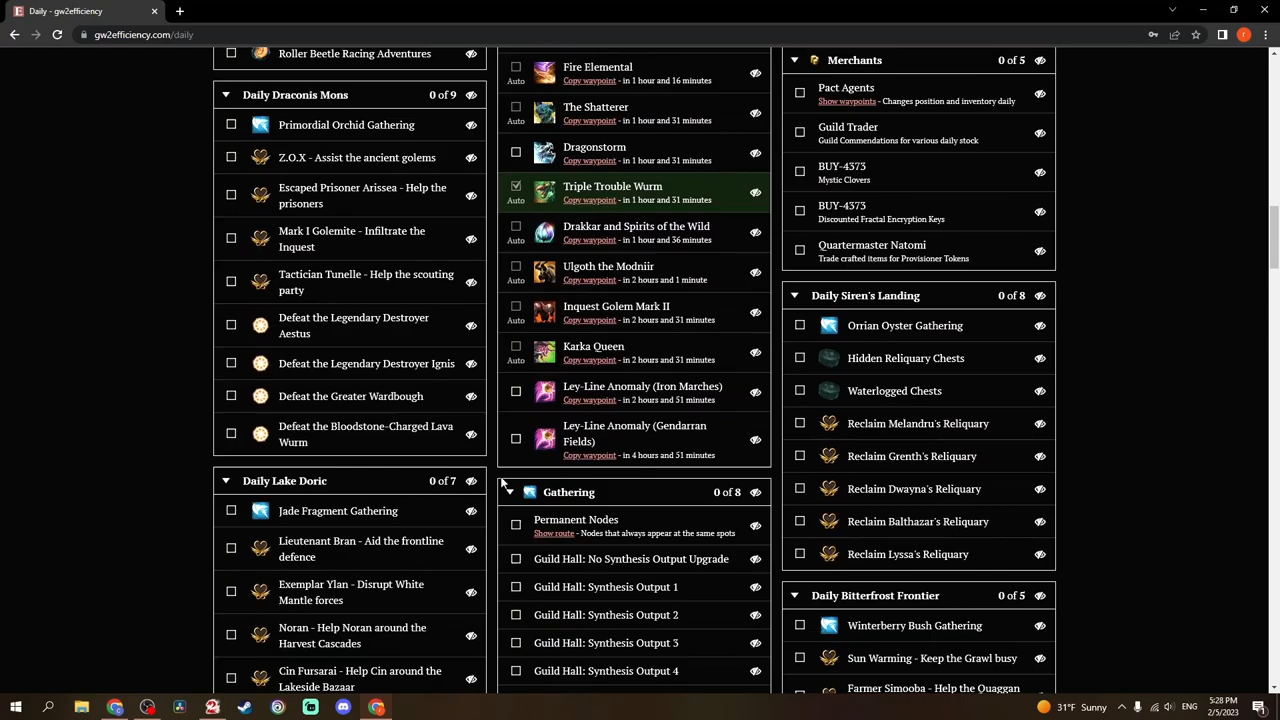 Daily - gw2efficiency.com
gw2efficiency.com/daily
Roller Beetle Racing Adventures
Daily Draconis Mons 0 of 9
Primordial Orchid Gathering
Z.O.X - Assist the ancient golems
Escaped Prisoner Arissea - Help the
prisoners
Mark I Golemite - Infiltrate the
Inquest
Tactician Tunelle - Help the scouting
party
Defeat the Legendary Destroyer
Aestus
Defeat the Legendary Destroyer Ignis
Defeat the Greater Wardbough
Defeat the Bloodstone-Charged Lava
Wurm
Daily Lake Doric 0 of 7
Jade Fragment Gathering
Lieutenant Bran - Aid the frontline
defence
Exemplar Ylan - Disrupt White
Mantle forces
Noran - Help Noran around the
Harvest Cascades
Cin Fursarai - Help Cin around the
Lakeside Bazaar
Fire Elemental
Auto Copy waypoint - in 1 hour and 16 minutes
The Shatterer
Auto Copy waypoint - in 1 hour and 31 minutes
Dragonstorm
Copy waypoint - in 1 hour and 31 minutes
Triple Trouble Wurm
Auto Copy waypoint - in 1 hour and 31 minutes
Drakkar and Spirits of the Wild
Auto Copy waypoint - in 1 hour and 36 minutes
Ulgoth the Modniir
Auto Copy waypoint - in 2 hours and 1 minute
Inquest Golem Mark II
Auto Copy waypoint - in 2 hours and 31 minutes
Karka Queen
Auto Copy waypoint - in 2 hours and 31 minutes
Ley-Line Anomaly (Iron Marches)
Copy waypoint - in 2 hours and 51 minutes
Ley-Line Anomaly (Gendarran
Fields)
Copy waypoint - in 4 hours and 51 minutes
Gathering 0 of 8
Permanent Nodes
Show route - Nodes that always appear at the same spots
Guild Hall: No Synthesis Output Upgrade
Guild Hall: Synthesis Output 1
Guild Hall: Synthesis Output 2
Guild Hall: Synthesis Output 3
Guild Hall: Synthesis Output 4
Merchants 0 of 5
Pact Agents
Show waypoints - Changes position and inventory daily
Guild Trader
Guild Commendations for various daily stock
BUY-4373
Mystic Clovers
BUY-4373
Discounted Fractal Encryption Keys
Quartermaster Natomi
Trade crafted items for Provisioner Tokens
Daily Siren's Landing 0 of 8
Orrian Oyster Gathering
Hidden Reliquary Chests
Waterlogged Chests
Reclaim Melandru's Reliquary
Reclaim Grenth's Reliquary
Reclaim Dwayna's Reliquary
Reclaim Balthazar's Reliquary
Reclaim Lyssa's Reliquary
Daily Bitterfrost Frontier 0 of 5
Winterberry Bush Gathering
Sun Warming - Keep the Grawl busy
Farmer Simooba - Help the Quaggan
31°F Sunny
ENG
5:28 PM
2/5/2023